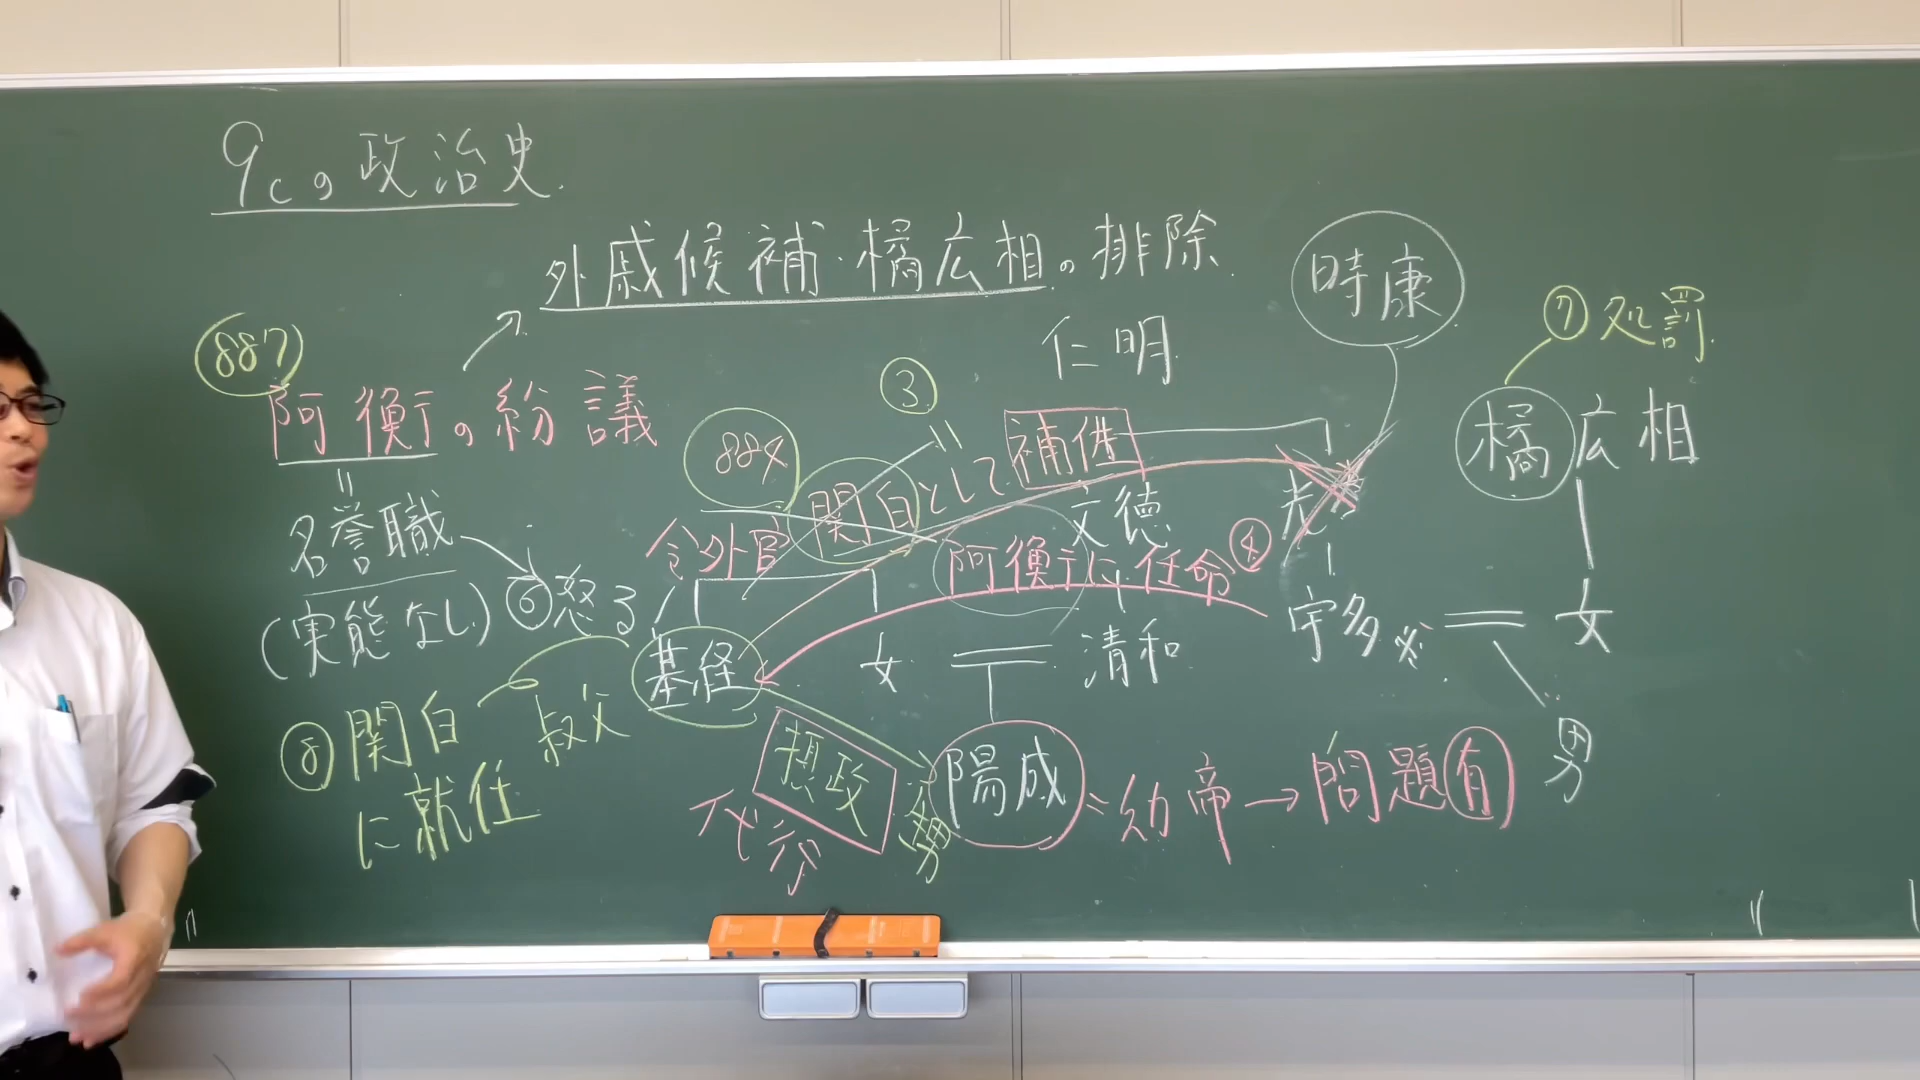 9cの政治史.
外戚候補・橘広相の排除.
時康
⑦処罰.
887
仁明.
阿衡の紛議
③
橘広相
884
関白として補佐
〃
名誉職
令外官
文徳
光
阿衡に任命④
(実態なし)
⑥怒る
基経
女
清和
宇多※
女
⑧関白
に就任
叔父
摂政
代行
甥
陽成=幼帝→問題有
男